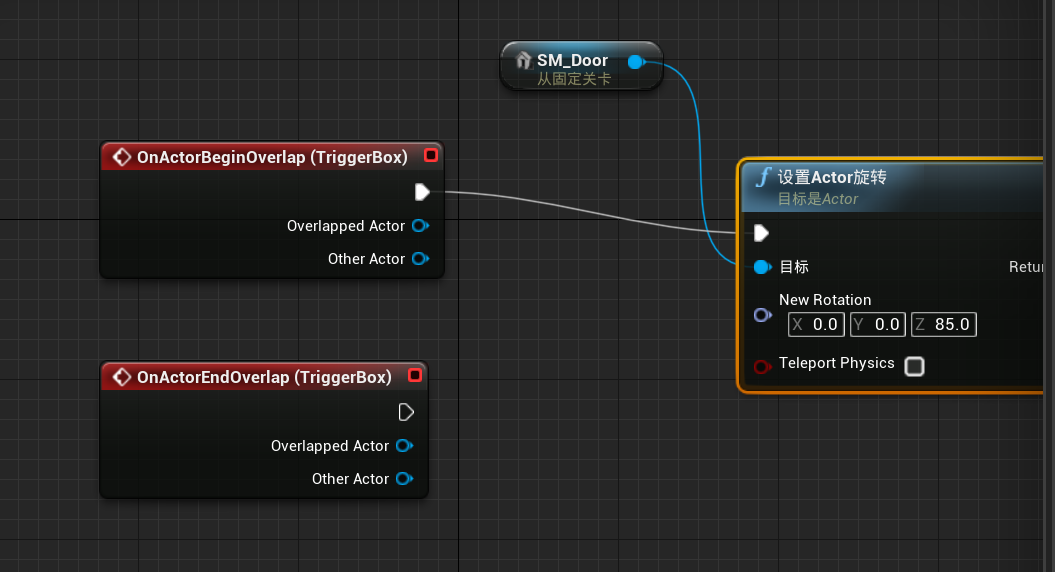 SM_Door
从固定关卡
OnActorBeginOverlap (TriggerBox)
Overlapped Actor
Other Actor
设置Actor旋转
目标是Actor
目标
Retu
New Rotation
X 0.0 Y 0.0 Z 85.0
Teleport Physics
OnActorEndOverlap (TriggerBox)
Overlapped Actor
Other Actor